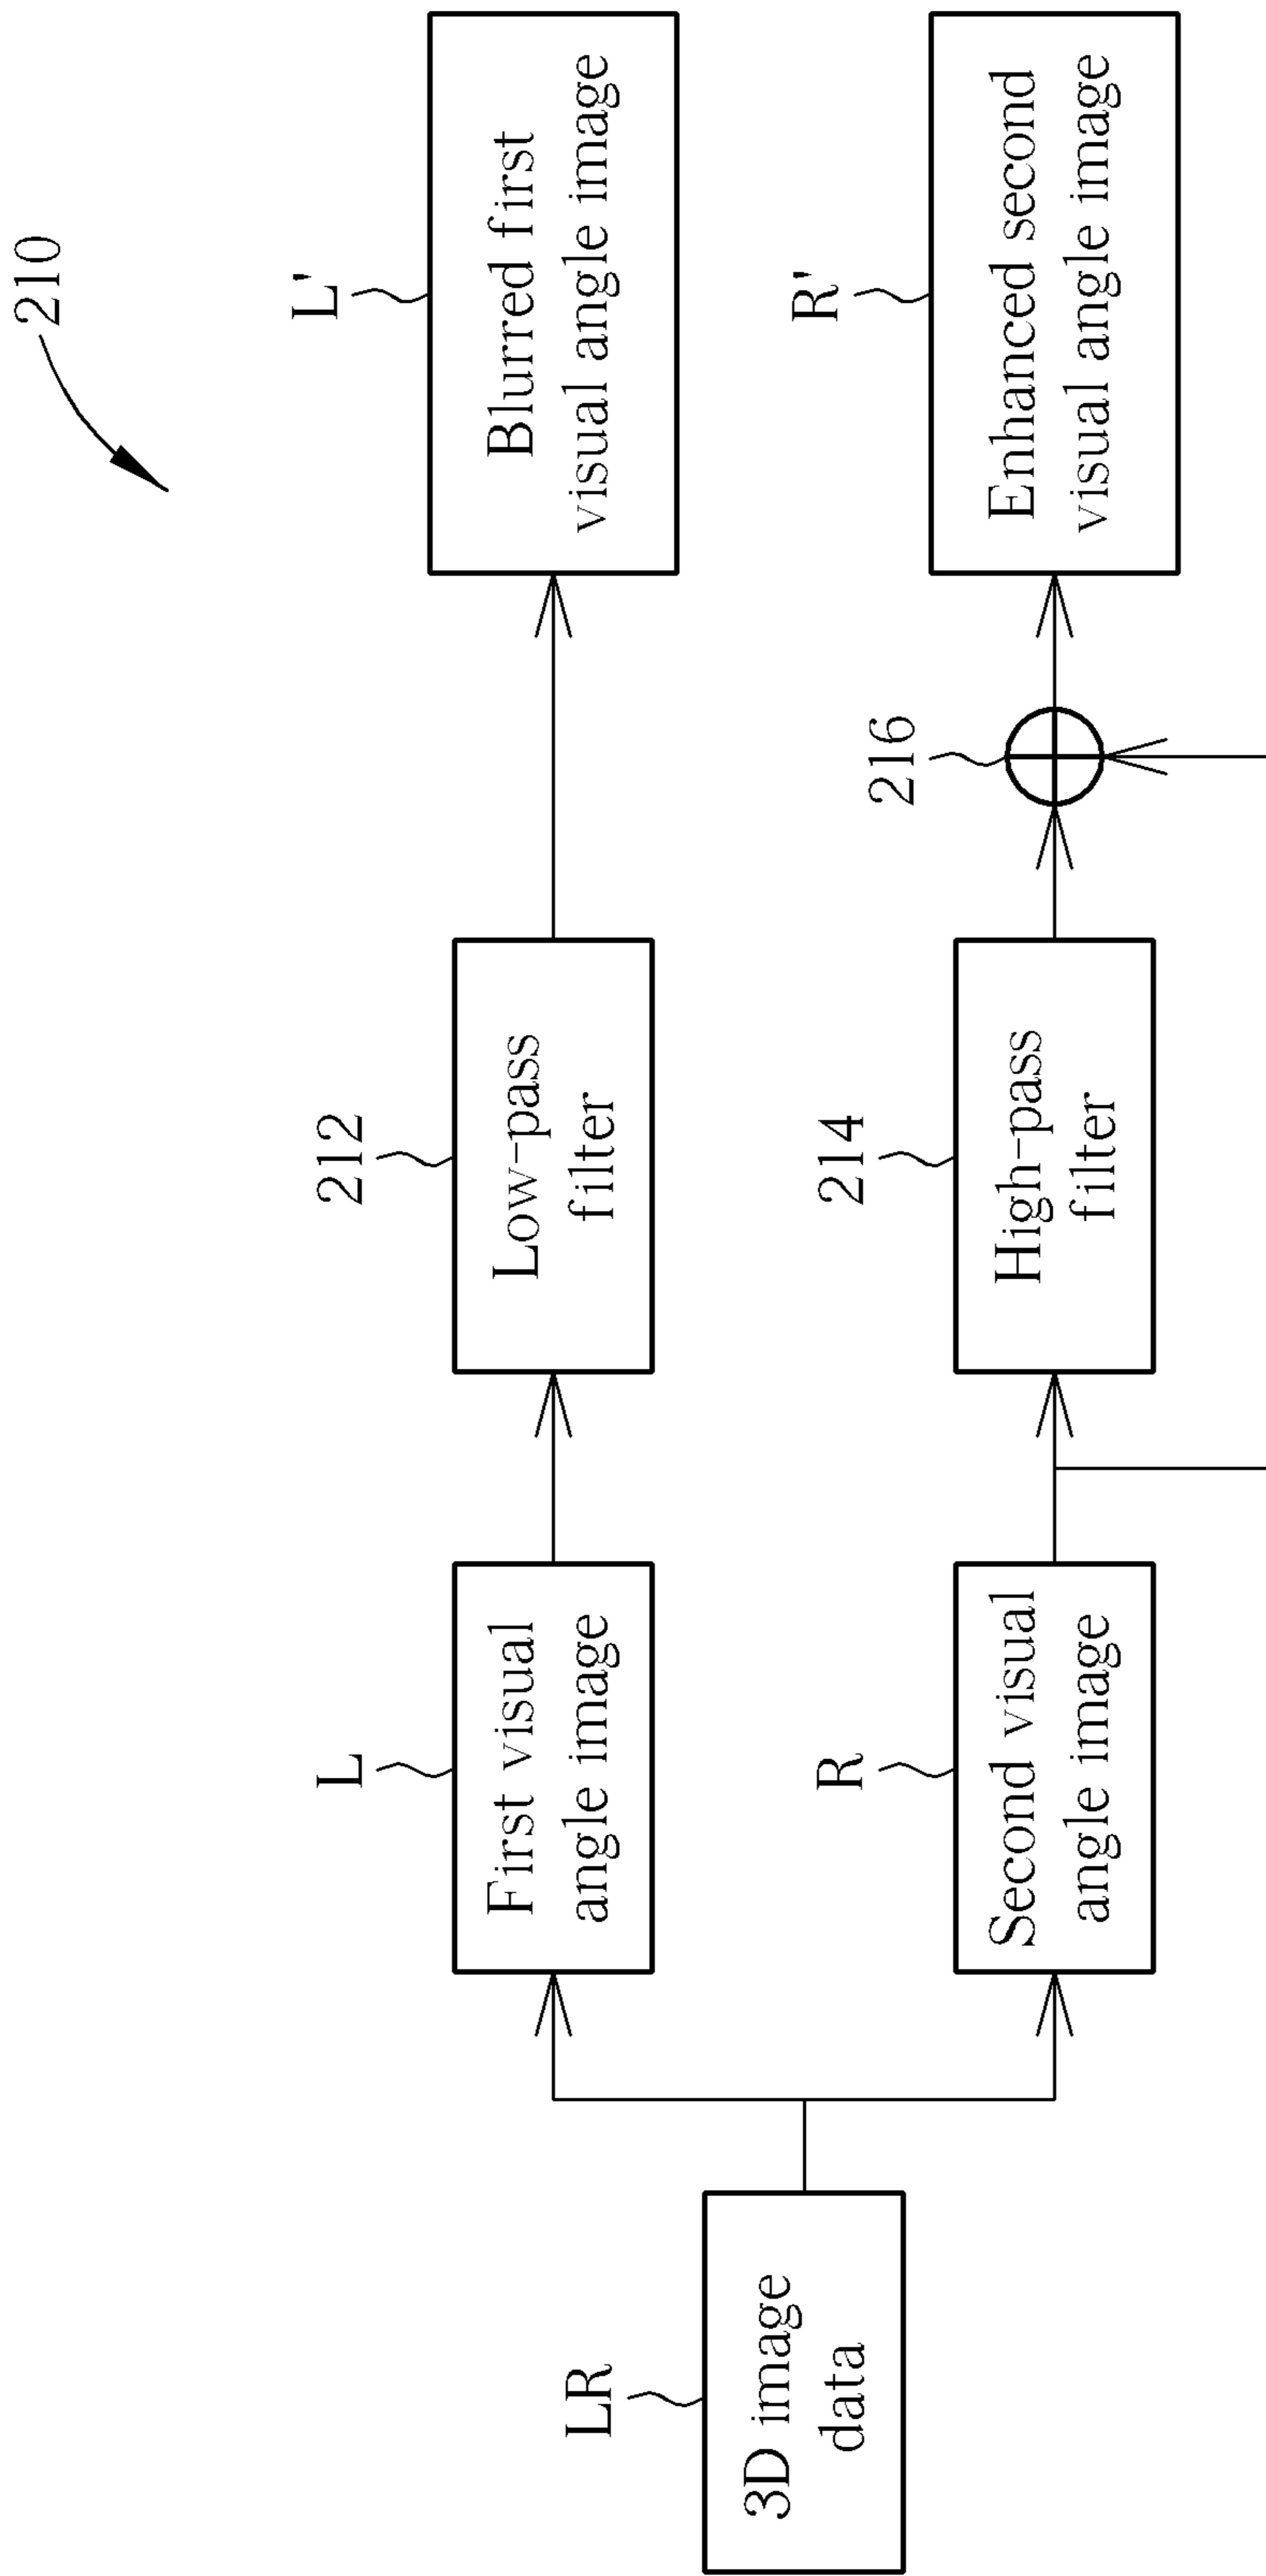 210
LR
3D image
data
L
First visual
angle image
212
Low-pass
filter
L'
Blurred first
visual angle image
R
Second visual
angle image
214
High-pass
filter
216
R'
Enhanced second
visual angle image